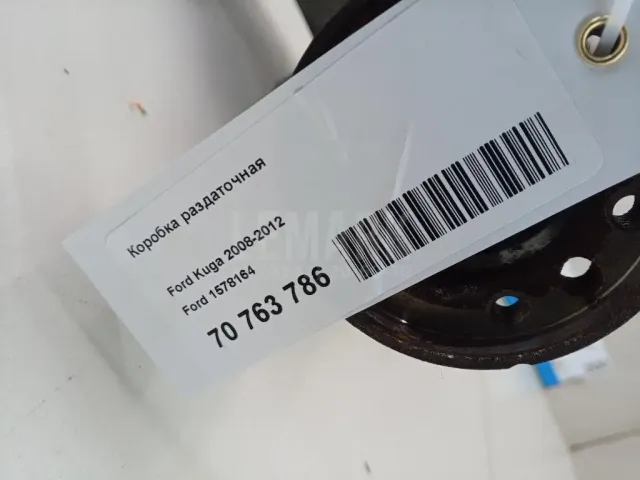 Коробка раздаточная
Ford Kuga 2008-2012
Ford 1578164
70 763 786